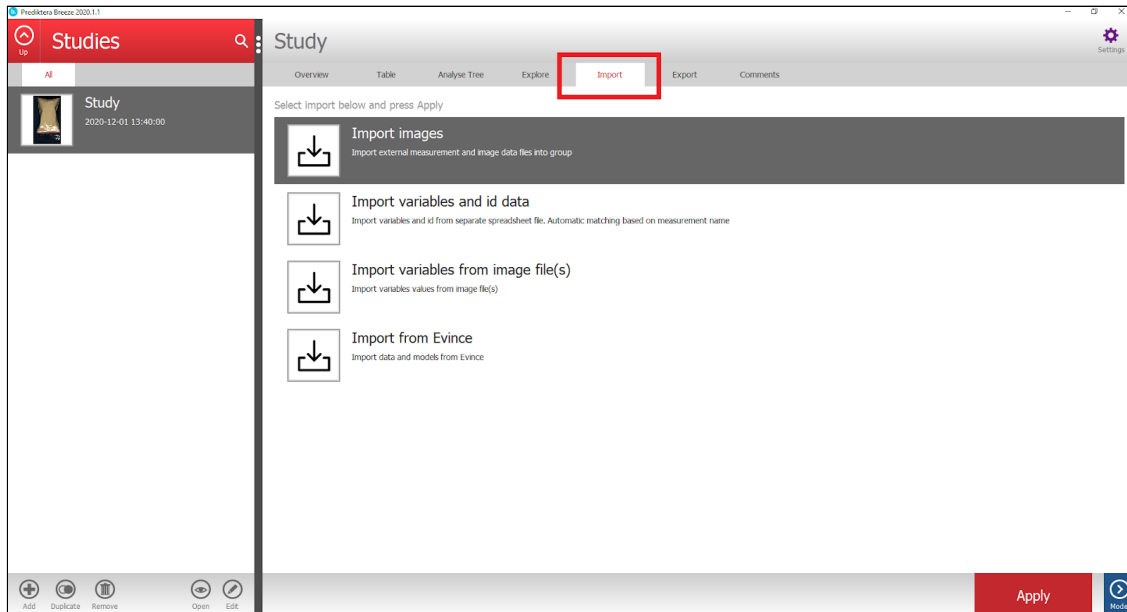 Prediktera Breeze 2020.1.1
Up
Studies
All
Study
2020-12-01 13:40:00
Add
Duplicate
Remove
Open
Edit
Study
Settings
Overview
Table
Analyse Tree
Explore
Import
Export
Comments
Select import below and press Apply
Import images
Import external measurement and image data files into group
Import variables and id data
Import variables and id from separate spreadsheet file. Automatic matching based on measurement name
Import variables from image file(s)
Import variables values from image file(s)
Import from Evince
Import data and models from Evince
Apply
Mode